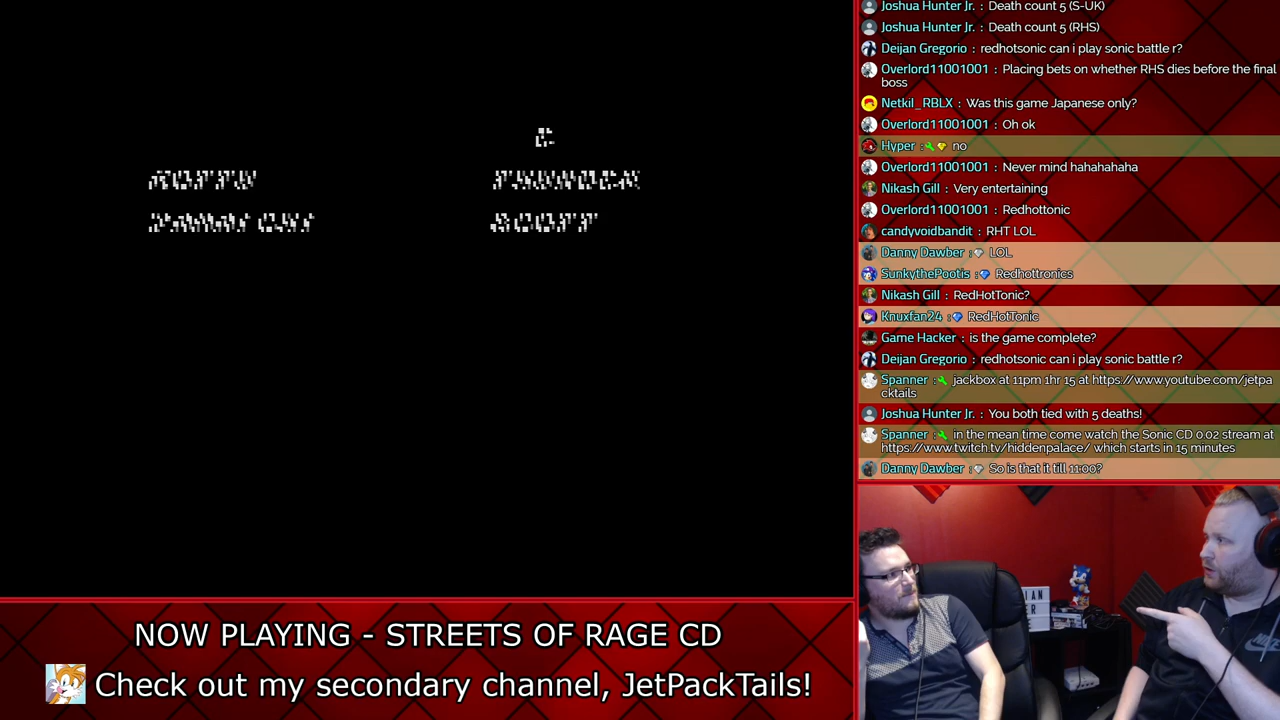 Joshua Hunter Jr. : Death count 5 (S-UK)
Joshua Hunter Jr. : Death count 5 (RHS)
Deijan Gregorio : redhotsonic can i play sonic battle r?
Overlord11001001 : Placing bets on whether RHS dies before the final
boss
Netkil_RBLX : Was this game Japanese only?
Overlord11001001 : Oh ok
Hyper : no
Overlord11001001 : Never mind hahahahaha
Nikash Gill : Very entertaining
Overlord11001001 : Redhottonic
candyvoidbandit : RHT LOL
Danny Dawber : LOL
SunkythePootis : Redhottronics
Nikash Gill : RedHotTonic?
Knuxfan24 : RedHotTonic
Game Hacker : is the game complete?
Deijan Gregorio : redhotsonic can i play sonic battle r?
Spanner : jackbox at 11pm 1hr 15 at https://www.youtube.com/jetpa
cktails
Joshua Hunter Jr. : You both tied with 5 deaths!
Spanner : in the mean time come watch the Sonic CD 0.02 stream at
https://www.twitch.tv/hiddenpalace/ which starts in 15 minutes
Danny Dawber : So is that it till 11:00?
NOW PLAYING - STREETS OF RAGE CD
Check out my secondary channel, JetPackTails!